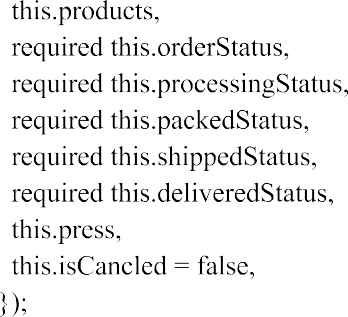 this.products,
required this.orderStatus,
required this.processingStatus,
required this.packedStatus,
required this.shippedStatus,
required this.deliveredStatus,
this.press,
this.isCancled = false,
});